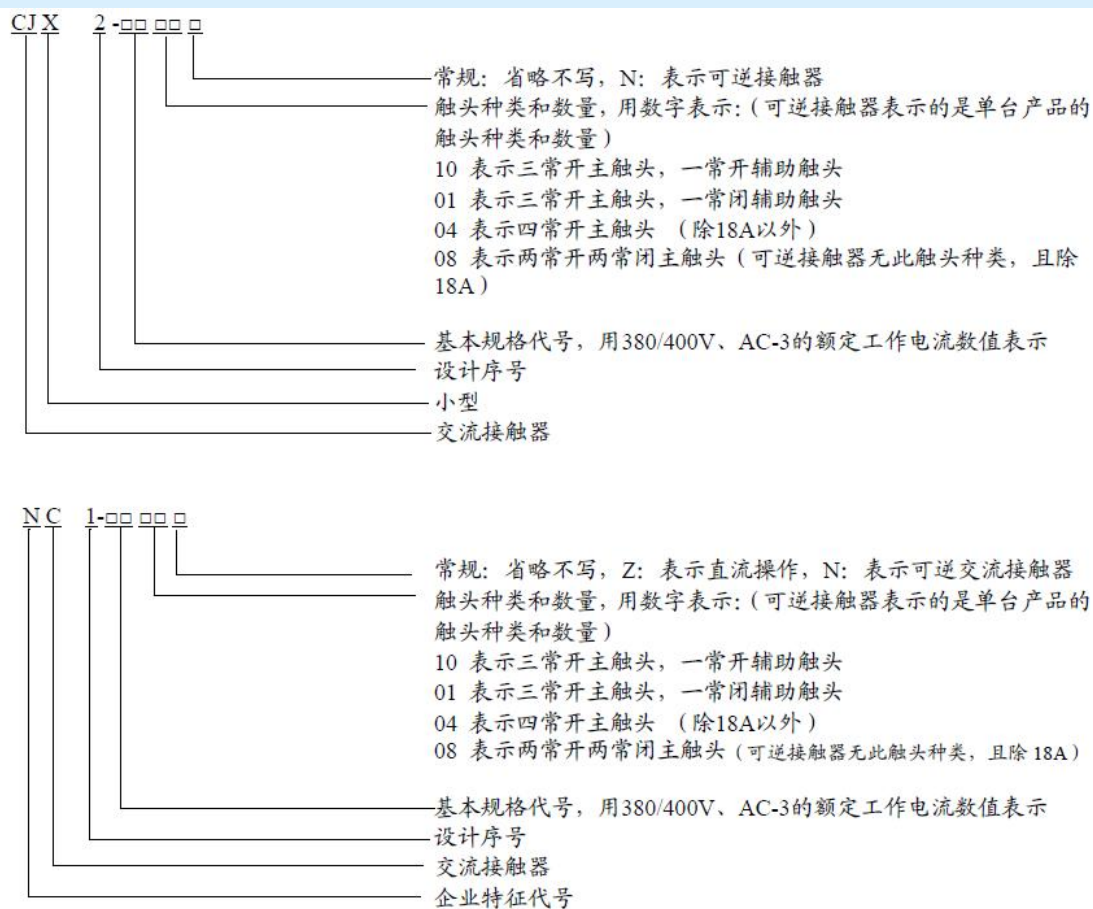 CJ X 2 -□□ □□ □
常规：省略不写，N：表示可逆接触器
触头种类和数量，用数字表示：（可逆接触器表示的是单台产品的
触头种类和数量）
10 表示三常开主触头，一常开辅助触头
01 表示三常开主触头，一常闭辅助触头
04 表示四常开主触头 （除18A以外）
08 表示两常开两常闭主触头（可逆接触器无此触头种类，且除
18A）
基本规格代号，用380/400V、AC-3的额定工作电流数值表示
设计序号
小型
交流接触器
N C 1-□□ □□ □
常规：省略不写，Z：表示直流操作，N：表示可逆交流接触器
触头种类和数量，用数字表示：（可逆接触器表示的是单台产品的
触头种类和数量）
10 表示三常开主触头，一常开辅助触头
01 表示三常开主触头，一常闭辅助触头
04 表示四常开主触头 （除18A以外）
08 表示两常开两常闭主触头（可逆接触器无此触头种类，且除 18A）
基本规格代号，用380/400V、AC-3的额定工作电流数值表示
设计序号
交流接触器
企业特征代号